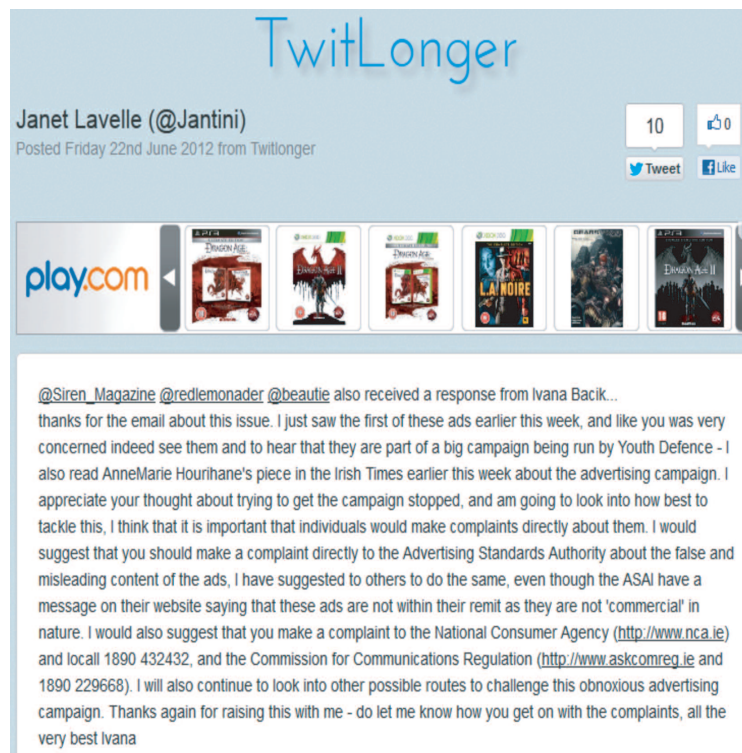 TwitLonger
Janet Lavelle (@Jantini)
Posted Friday 22nd June 2012 from Twitlonger
10
0
Tweet
Like
play.com
DRAGON AGE
DRAGON AGE II
DRAGON AGE
L.A. NOIRE
GEARS
DRAGON AGE II
@Siren_Magazine @redlemonader @beautie also received a response from Ivana Bacik...
thanks for the email about this issue. I just saw the first of these ads earlier this week, and like you was very
concerned indeed see them and to hear that they are part of a big campaign being run by Youth Defence - I
also read AnneMarie Hourihane's piece in the Irish Times earlier this week about the advertising campaign. I
appreciate your thought about trying to get the campaign stopped, and am going to look into how best to
tackle this, I think that it is important that individuals would make complaints directly about them. I would
suggest that you should make a complaint directly to the Advertising Standards Authority about the false and
misleading content of the ads, I have suggested to others to do the same, even though the ASAI have a
message on their website saying that these ads are not within their remit as they are not 'commercial' in
nature. I would also suggest that you make a complaint to the National Consumer Agency (http://www.nca.ie)
and locall 1890 432432, and the Commission for Communications Regulation (http://www.askcomreg.ie and
1890 229668). I will also continue to look into other possible routes to challenge this obnoxious advertising
campaign. Thanks again for raising this with me - do let me know how you get on with the complaints, all the
very best Ivana